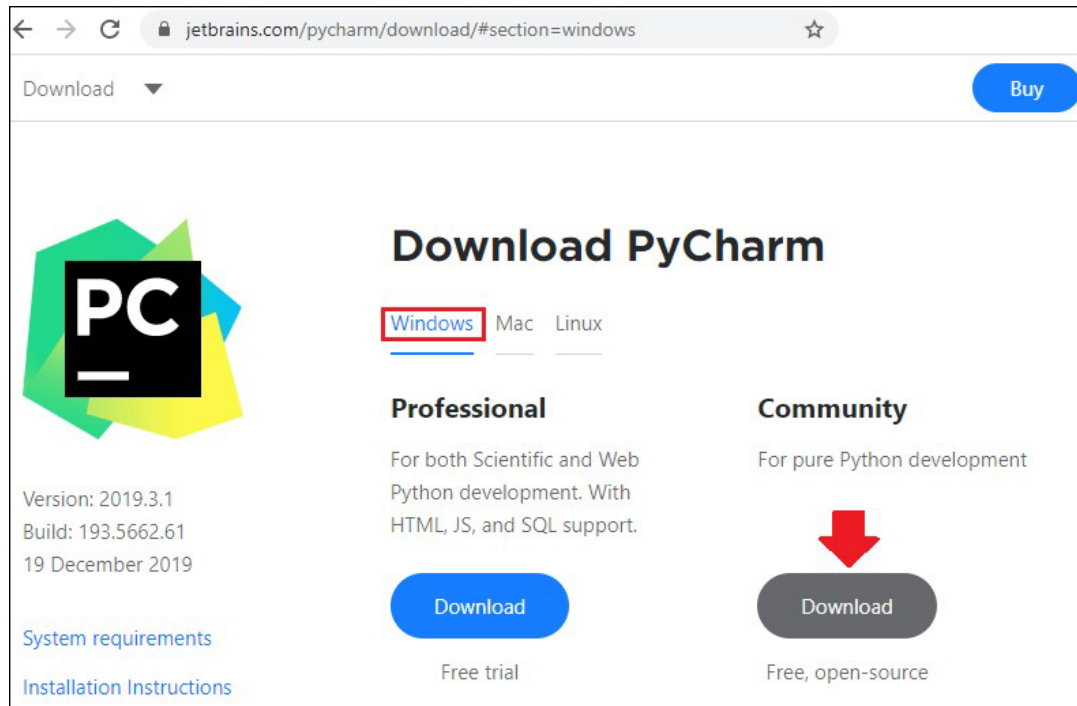 jetbrains.com/pycharm/download/#section=windows
Download
Buy
PC
Download PyCharm
Windows Mac Linux
Professional
For both Scientific and Web
Python development. With
HTML, JS, and SQL support.
Download
Free trial
Community
For pure Python development
Download
Free, open-source
Version: 2019.3.1
Build: 193.5662.61
19 December 2019
System requirements
Installation Instructions